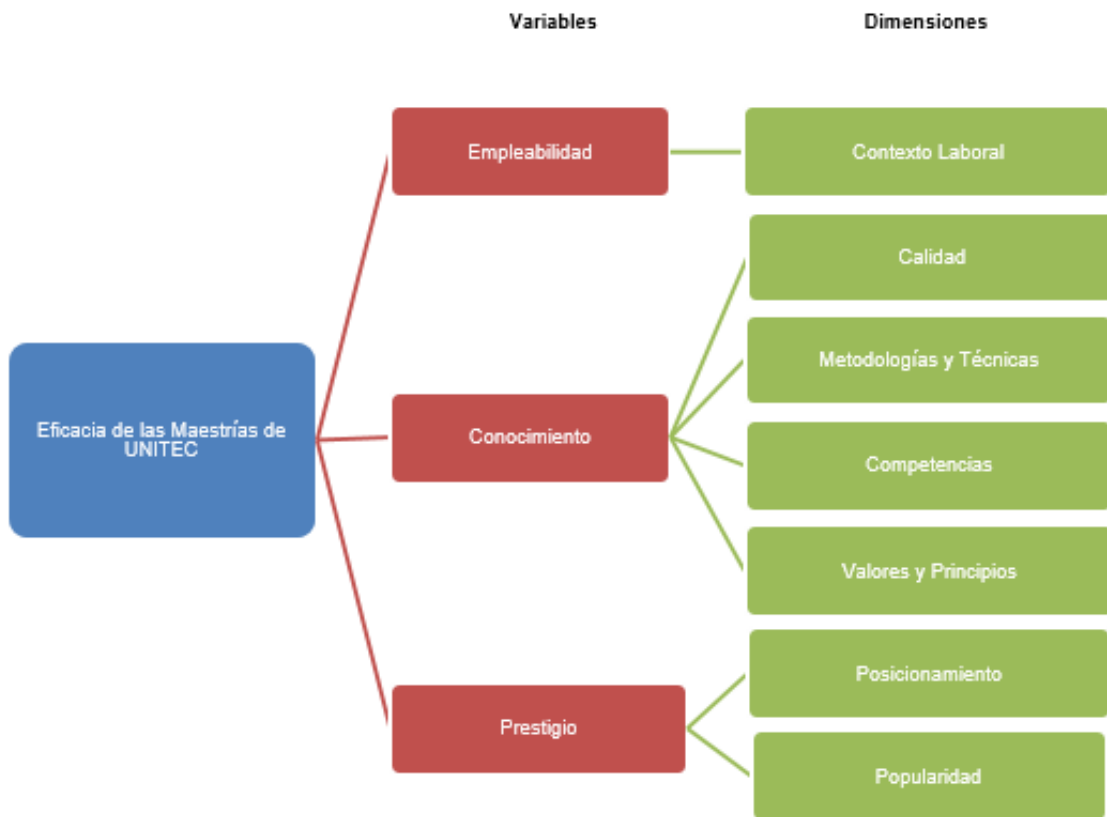 Variables
Dimensiones
Empleabilidad
Contexto Laboral
Calidad
Metodologías y Técnicas
Eficacia de las Maestrías de
UNITEC
Conocimiento
Competencias
Valores y Principios
Posicionamiento
Prestigio
Popularidad